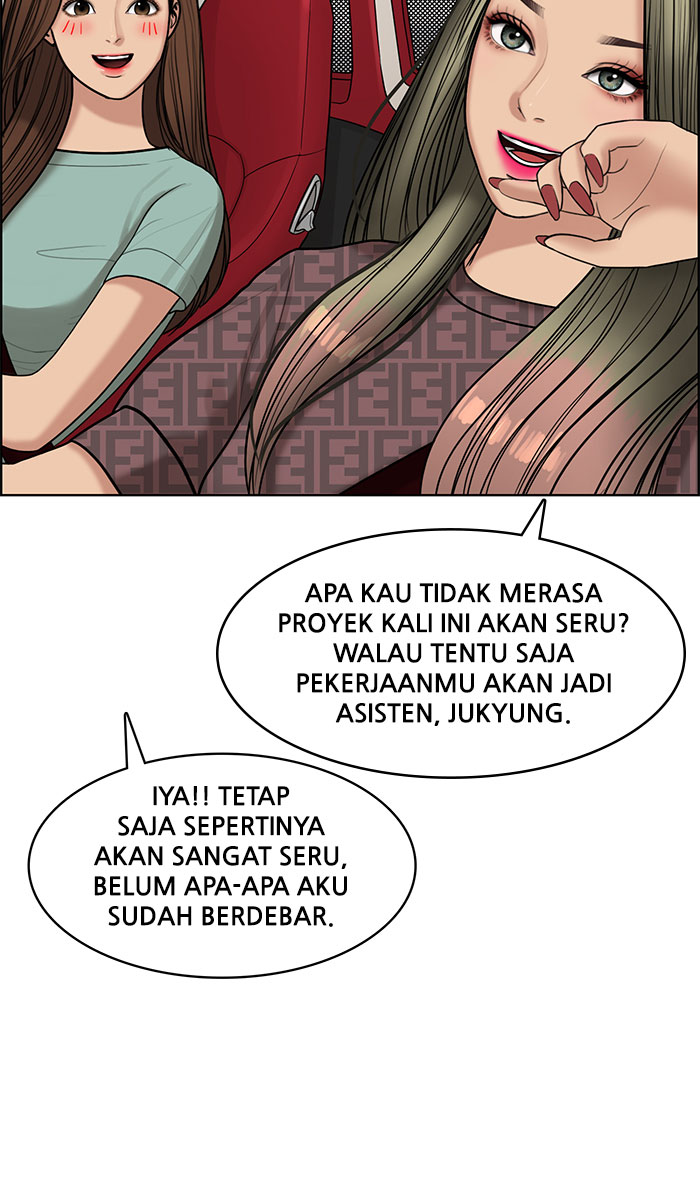 APA KAU TIDAK MERASA
PROYEK KALI INI AKAN SERU?
WALAU TENTU SAJA
PEKERJAANMU AKAN JADI
ASISTEN, JUKYUNG.
IYA!! TETAP
SAJA SEPERTINYA
AKAN SANGAT SERU,
BELUM APA-APA AKU
SUDAH BERDEBAR.